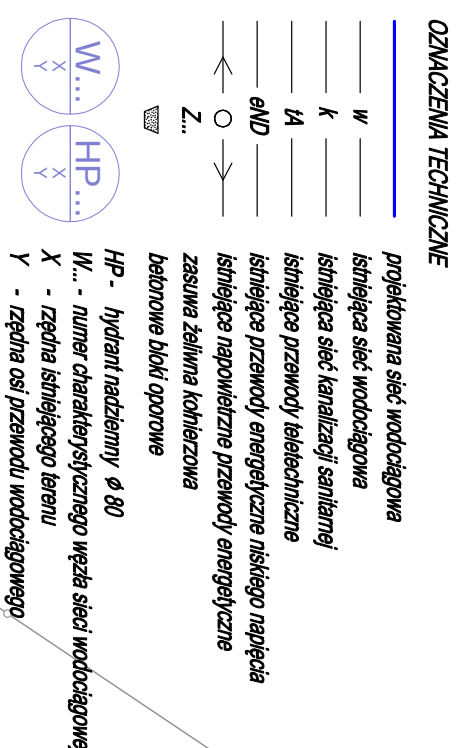 OZNACZENIA TECHNICZNE
projektowana sieć wodociągowa
w istniejąca sieć wodociągowa
k istniejąca sieć kanalizacji sanitarnej
tA istniejące przewody teletechniczne
eND istniejące przewody energetyczne niskiego napięcia
istniejące napowietrzne przewody energetyczne
Z... zasuwa żeliwna kołnierzowa
betonowe bloki oporowe
W... X Y
HP... X Y
HP - hydrant nadziemny ø 80
W... - numer charakterystycznego węzła sieci wodociągowej
X - rzędna istniejącego terenu
Y - rzędna osi przewodu wodociągowego